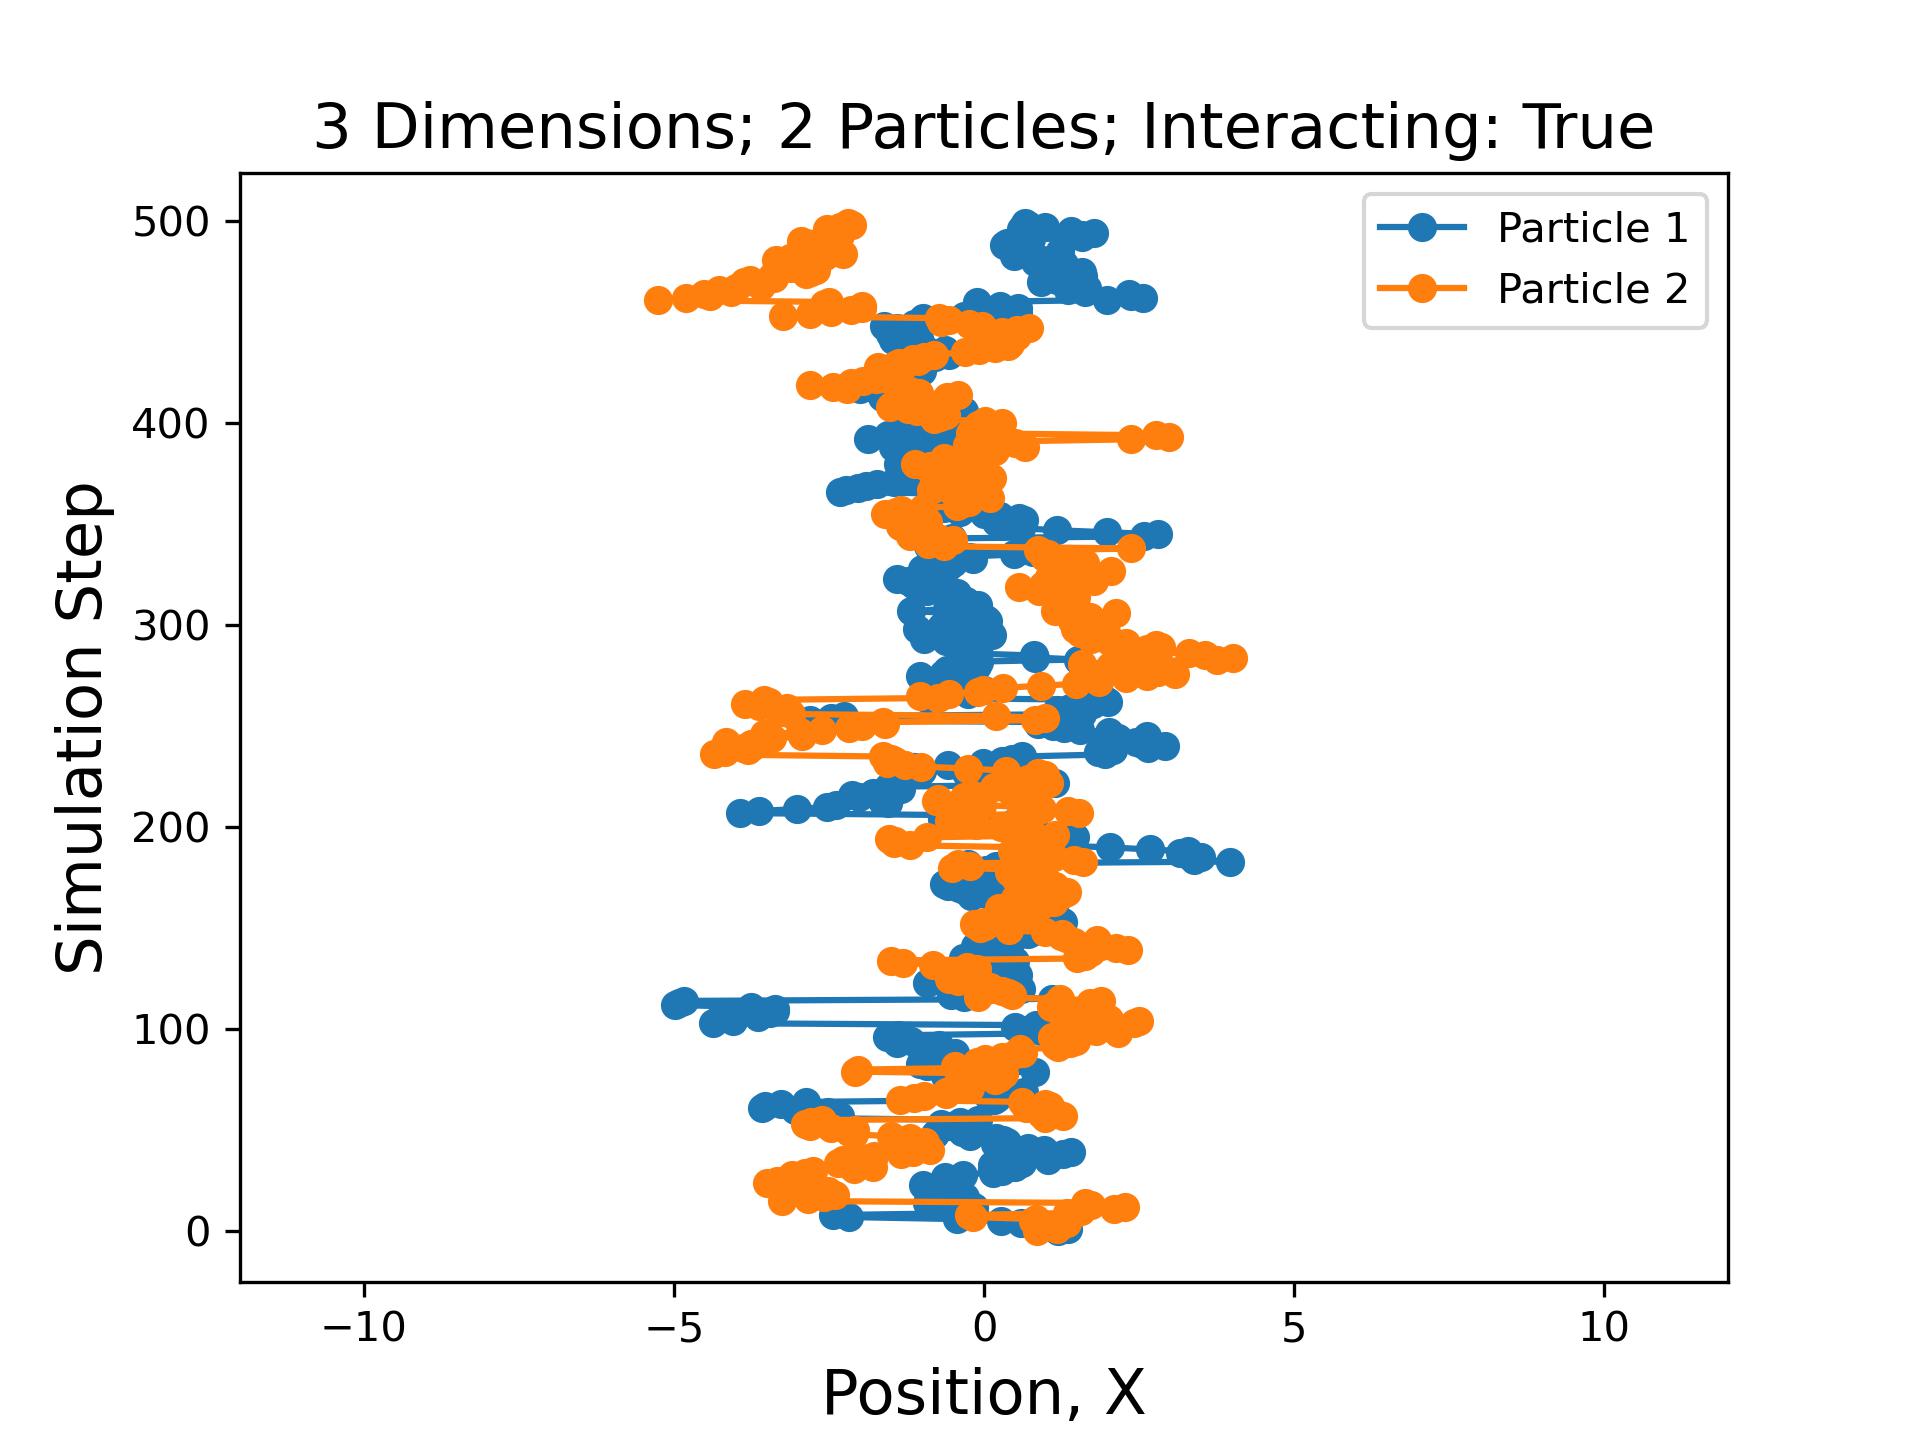 3 Dimensions; 2 Particles; Interacting: True
Particle 1
Particle 2
Simulation Step
500
400
300
200
100
0
−10
−5
0
5
10
Position, X